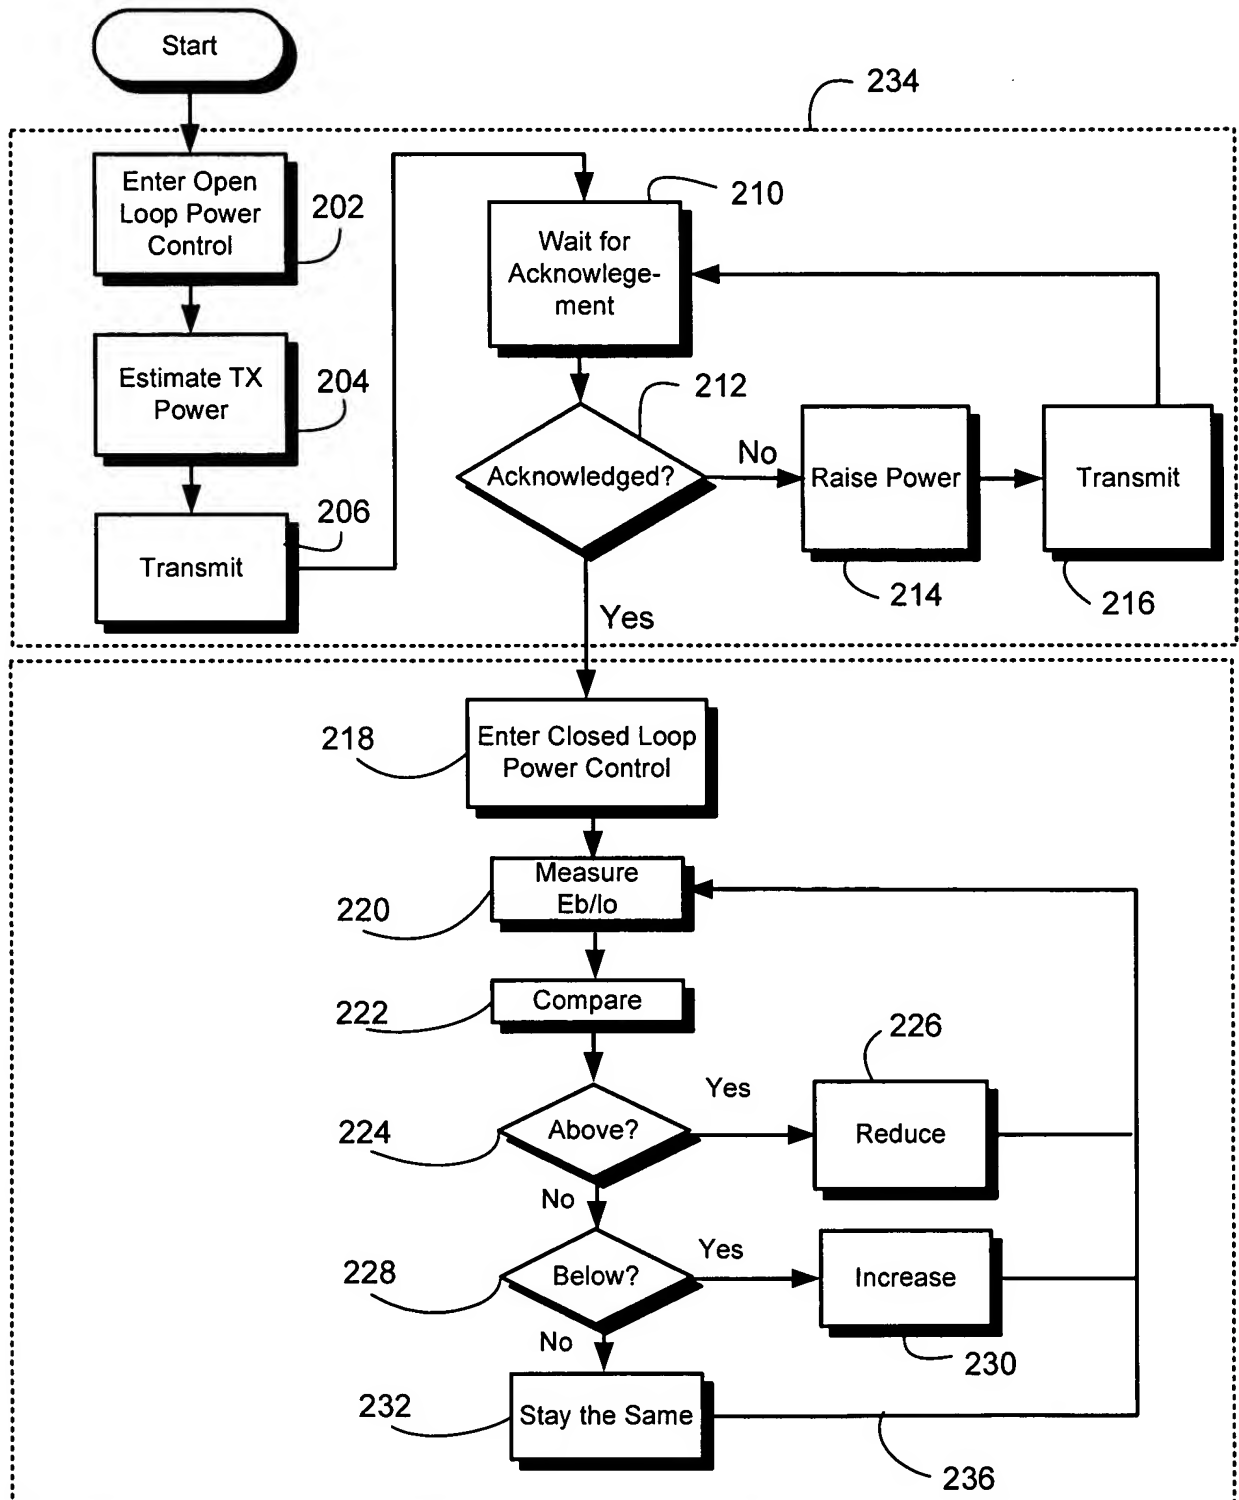 Start
234
Enter Open
Loop Power
Control
202
Estimate TX
Power
204
Transmit
206
210
Wait for
Acknowlege-
ment
212
Acknowledged?
No
Raise Power
214
Transmit
216
Yes
218
Enter Closed Loop
Power Control
220
Measure
Eb/Io
222
Compare
224
Above?
Yes
226
Reduce
No
228
Below?
Yes
Increase
230
No
232
Stay the Same
236